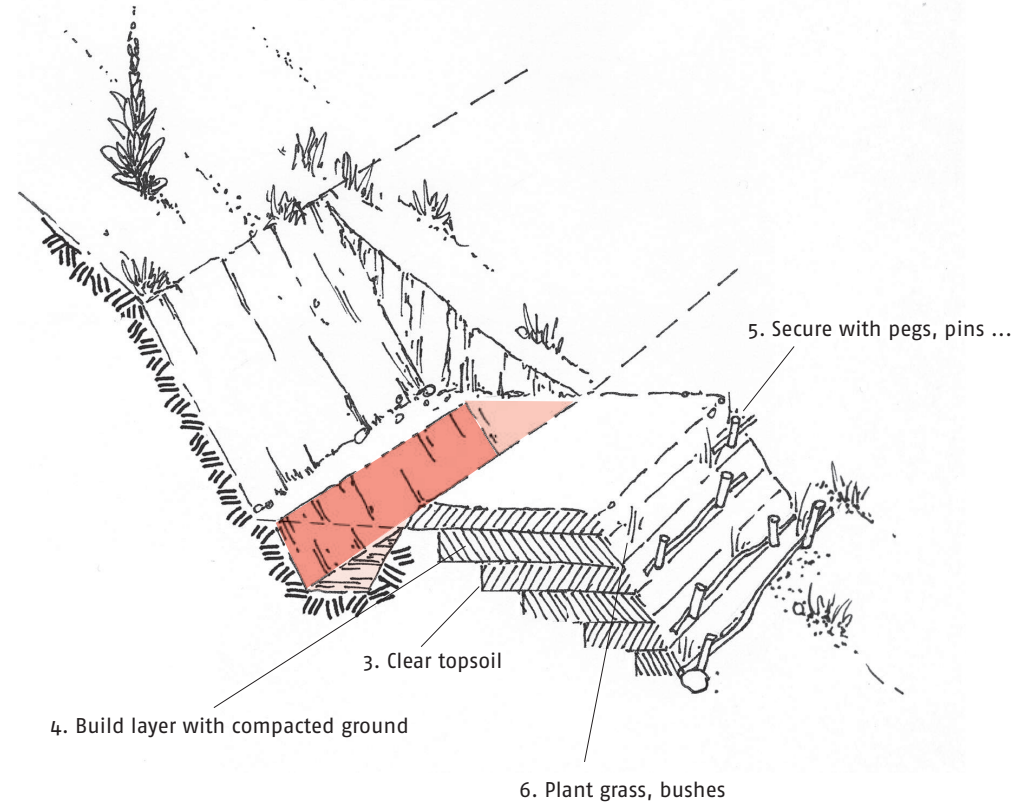 5. Secure with pegs, pins ...
3. Clear topsoil
4. Build layer with compacted ground
6. Plant grass, bushes